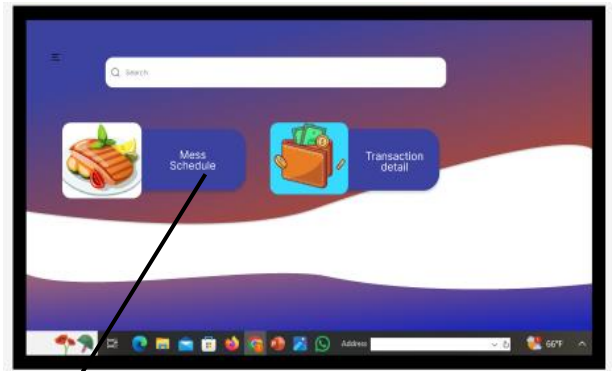 Search
Mess
Schedule
Transaction
detail
Address
66°F